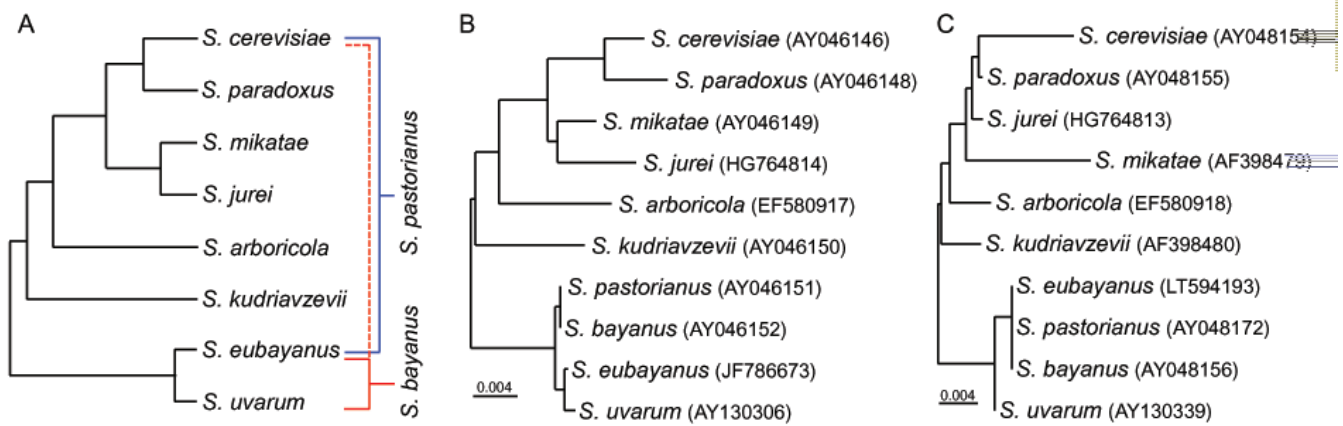 A
S. cerevisiae
S. paradoxus
S. mikatae
S. jurei
S. arboricola
S. kudriavzevii
S. eubayanus
S. uvarum
S. pastorianus
S. bayanus
B
S. cerevisiae (AY046146)
S. paradoxus (AY046148)
S. mikatae (AY046149)
S. jurei (HG764814)
S. arboricola (EF580917)
S. kudriavzevii (AY046150)
S. pastorianus (AY046151)
S. bayanus (AY046152)
S. eubayanus (JF786673)
S. uvarum (AY130306)
0.004
C
S. cerevisiae (AY048154)
S. paradoxus (AY048155)
S. jurei (HG764813)
S. mikatae (AF398479)
S. arboricola (EF580918)
S. kudriavzevii (AF398480)
S. eubayanus (LT594193)
S. pastorianus (AY048172)
S. bayanus (AY048156)
S. uvarum (AY130339)
0.004